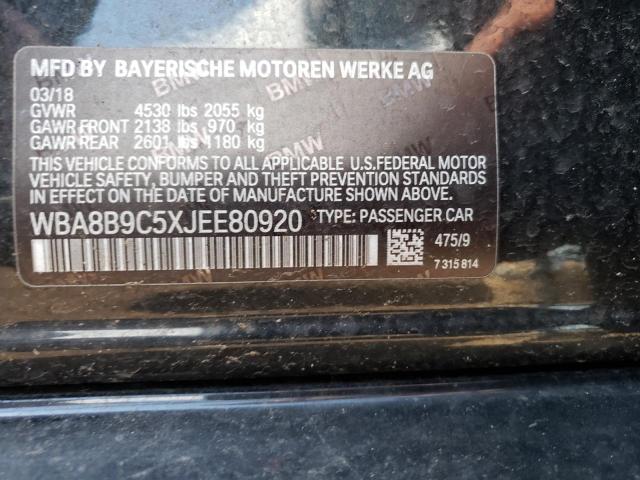 MFD BY BAYERISCHE MOTOREN WERKE AG
03/18
GVWR 4530 lbs 2055 kg
GAWR FRONT 2138 lbs 970 kg
GAWR REAR 2601 lbs 1180 kg
THIS VEHICLE CONFORMS TO ALL APPLICABLE U.S.FEDERAL MOTOR
VEHICLE SAFETY, BUMPER AND THEFT PREVENTION STANDARDS
IN EFFECT ON THE DATE OF MANUFACTURE SHOWN ABOVE.
WBA8B9C5XJEE80920 TYPE: PASSENGER CAR
475/9
7 315 814